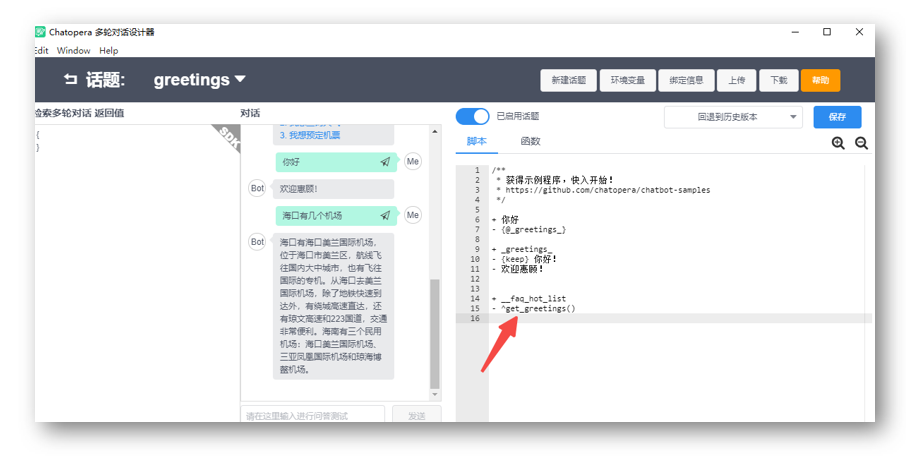 Chatopera 多轮对话设计器
Edit Window Help
话题: greetings
新建话题 环境变量 绑定信息 上传 下载 帮助
检索多轮对话 返回值
{
}
SDK
对话
3. 我想预定机票
你好
Me
Bot
欢迎惠顾!
海口有几个机场
Me
Bot
海口有海口美兰国际机场,
位于海口市美兰区, 航线飞
往国内大中城市, 也有飞往
国际的专机。从海口去美兰
国际机场, 除了地铁快速到
达外, 有绕城高速直达, 还
有琼文高速和223国道, 交通
非常便利。海南有三个民用
机场: 海口美兰国际机场、
三亚凤凰国际机场和琼海博
鳌机场。
请在这里输入进行问答测试
发送
已启用话题
回退到历史版本
保存
脚本 函数
1 /**
2 * 获得示例程序, 快入开始!
3 * https://github.com/chatopera/chatbot-samples
4 */
5
6 + 你好
7 - {@_greetings_}
8
9 + _greetings_
10 - {keep} 你好!
11 - 欢迎惠顾!
12
13
14 + __faq_hot_list
15 - ^get_greetings()
16